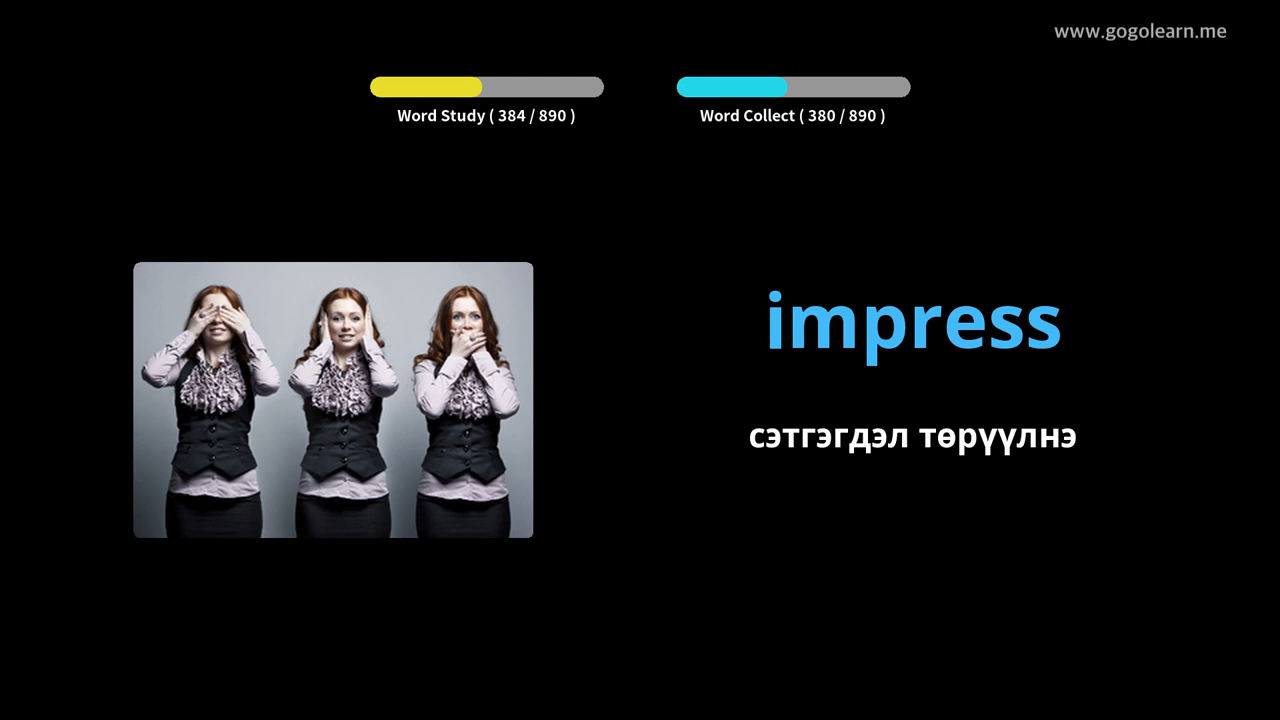 www.gogolearn.me
Word Study ( 384 / 890 )
Word Collect ( 380 / 890 )
impress
сэтгэгдэл төрүүлнэ